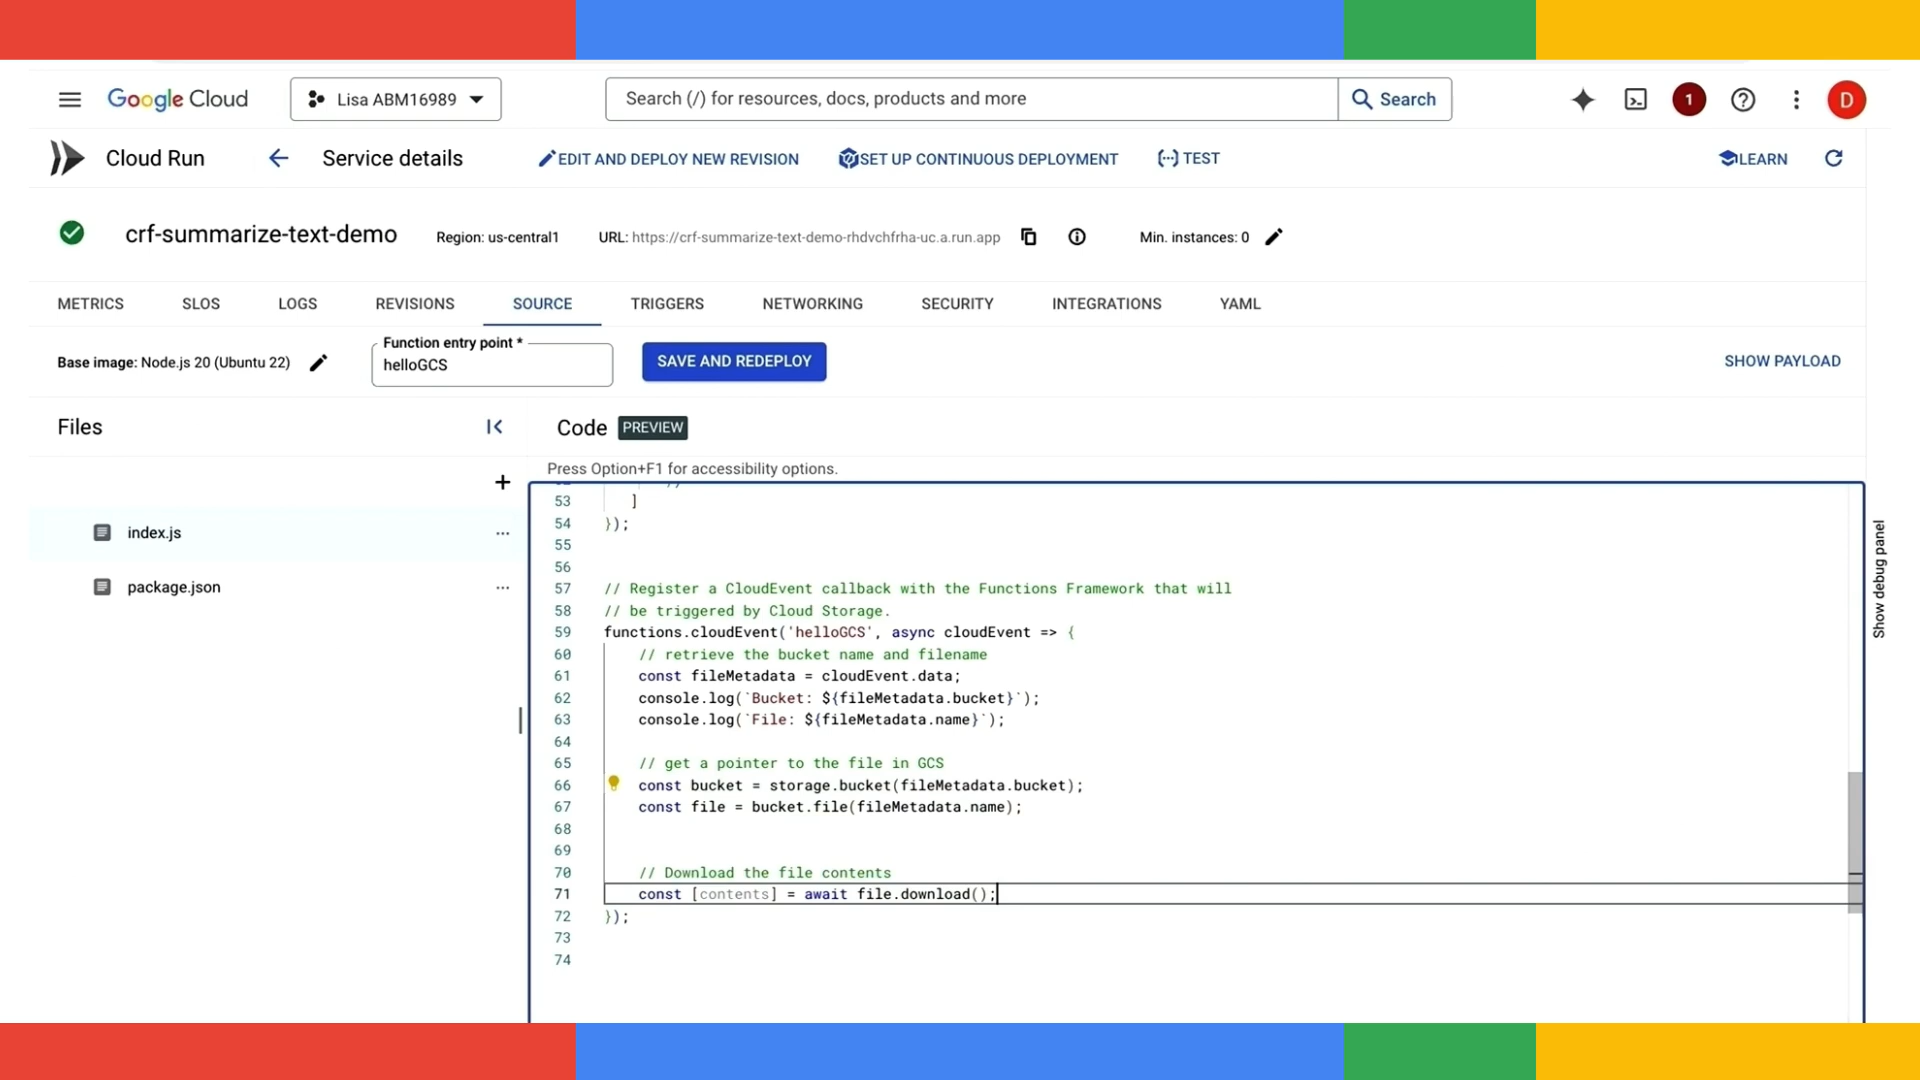 Google Cloud
Lisa ABM16989
Search (/) for resources, docs, products and more
Search
1
D
Cloud Run
Service details
EDIT AND DEPLOY NEW REVISION
SET UP CONTINUOUS DEPLOYMENT
TEST
LEARN
crf-summarize-text-demo
Region: us-central1
URL: https://crf-summarize-text-demo-rhdvchfrha-uc.a.run.app
Min. instances: 0
METRICS
SLOS
LOGS
REVISIONS
SOURCE
TRIGGERS
NETWORKING
SECURITY
INTEGRATIONS
YAML
Base image: Node.js 20 (Ubuntu 22)
Function entry point *
helloGCS
SAVE AND REDEPLOY
SHOW PAYLOAD
Files
Code PREVIEW
Press Option+F1 for accessibility options.
index.js
package.json
53 ]
54 });
55
56
57 // Register a CloudEvent callback with the Functions Framework that will
58 // be triggered by Cloud Storage.
59 functions.cloudEvent('helloGCS', async cloudEvent => {
60 // retrieve the bucket name and filename
61 const fileMetadata = cloudEvent.data;
62 console.log(`Bucket: ${fileMetadata.bucket}`);
63 console.log(`File: ${fileMetadata.name}`);
64
65 // get a pointer to the file in GCS
66 const bucket = storage.bucket(fileMetadata.bucket);
67 const file = bucket.file(fileMetadata.name);
68
69
70 // Download the file contents
71 const [contents] = await file.download();
72 });
73
74
Show debug panel